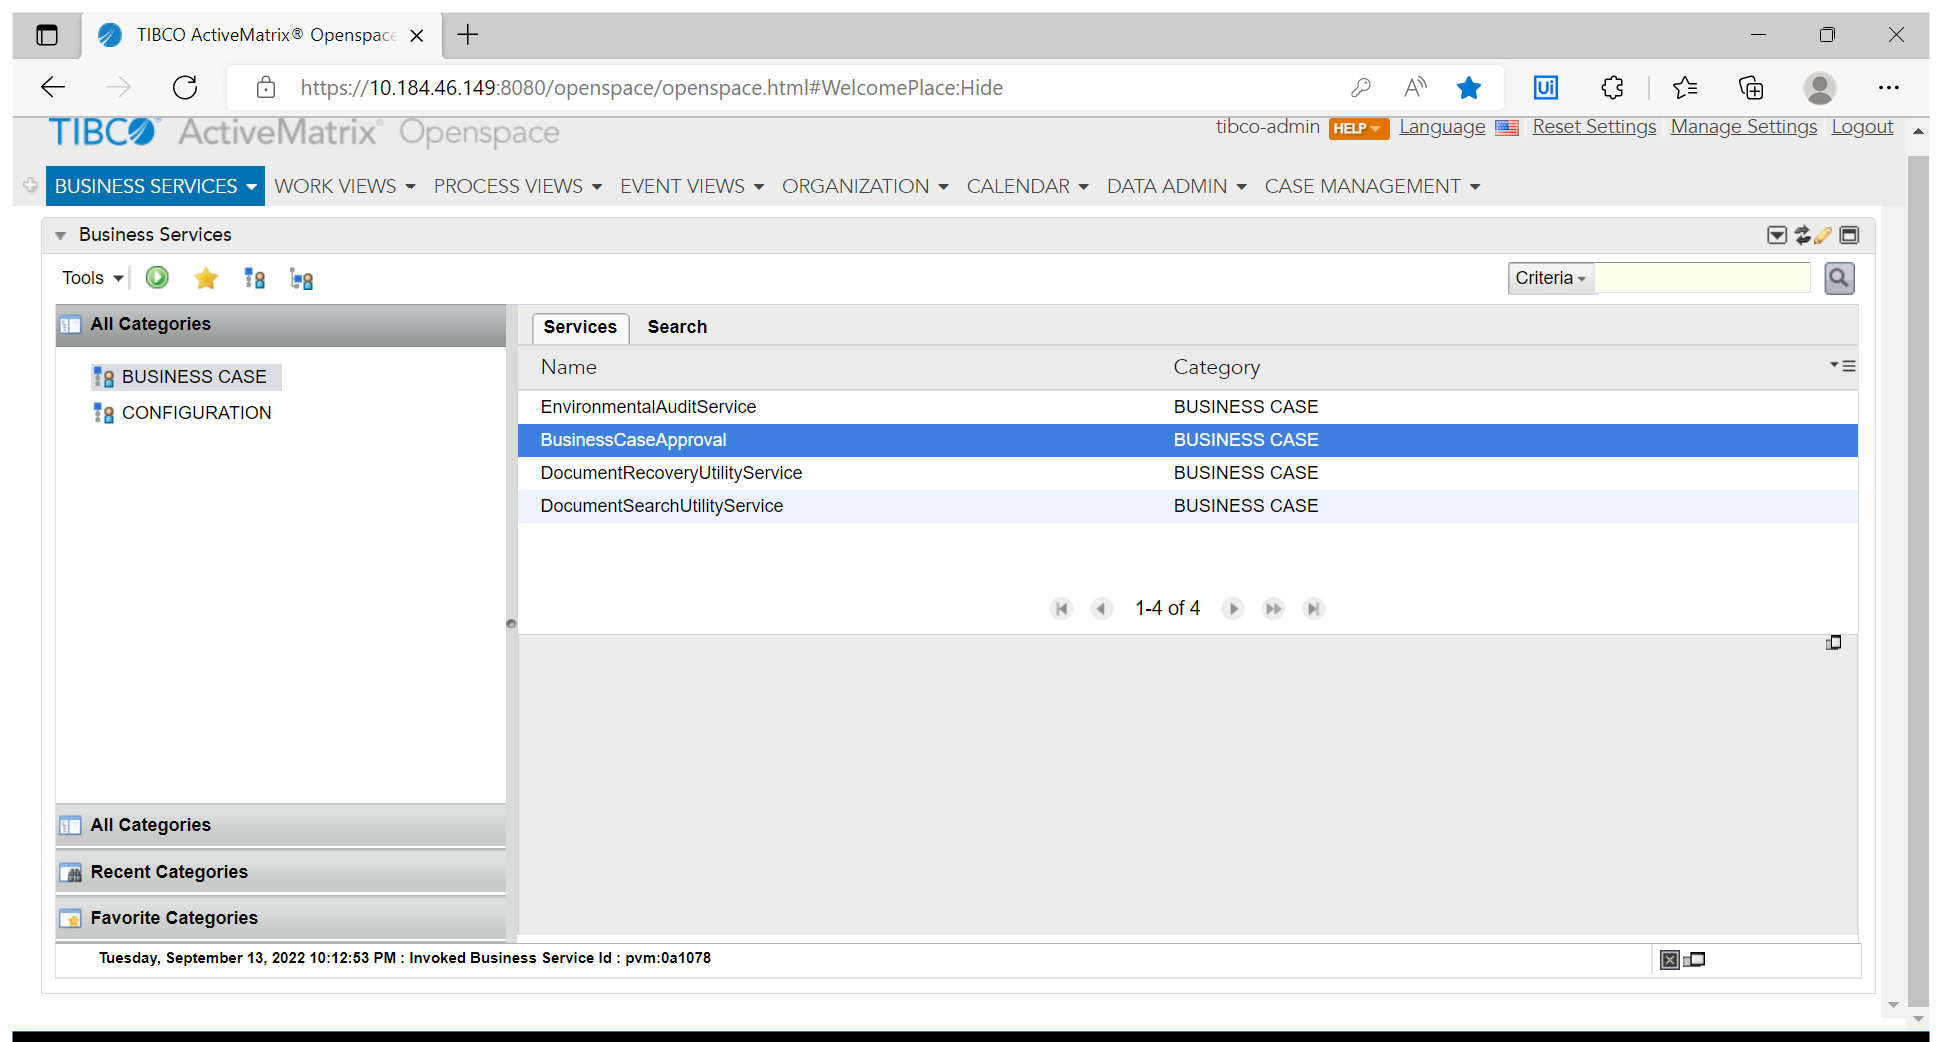 TIBCO ActiveMatrix® Openspace
https://10.184.46.149:8080/openspace/openspace.html#WelcomePlace:Hide
Ui
TIBCO ActiveMatrix® Openspace
tibco-admin HELP Language Reset Settings Manage Settings Logout
BUSINESS SERVICES WORK VIEWS PROCESS VIEWS EVENT VIEWS ORGANIZATION CALENDAR DATA ADMIN CASE MANAGEMENT
Business Services
Tools
Criteria
All Categories
BUSINESS CASE
CONFIGURATION
Services Search
Name Category
EnvironmentalAuditService BUSINESS CASE
BusinessCaseApproval BUSINESS CASE
DocumentRecoveryUtilityService BUSINESS CASE
DocumentSearchUtilityService BUSINESS CASE
1-4 of 4
All Categories
Recent Categories
Favorite Categories
Tuesday, September 13, 2022 10:12:53 PM : Invoked Business Service Id : pvm:0a1078